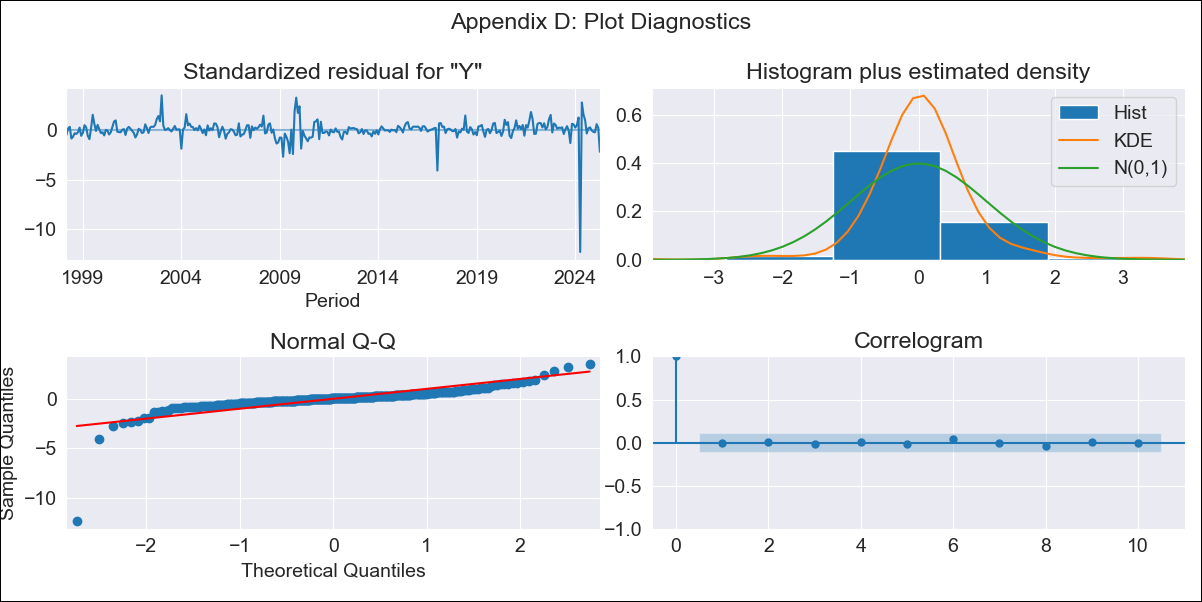 Appendix D: Plot Diagnostics
Standardized residual for "Y"
0
−5
−10
1999 2004 2009 2014 2019 2024
Period
Histogram plus estimated density
Hist
KDE
N(0,1)
0.6
0.4
0.2
0.0
−3 −2 −1 0 1 2 3
Normal Q-Q
Sample Quantiles
0
−5
−10
−2 −1 0 1 2
Theoretical Quantiles
Correlogram
1.0
0.5
0.0
−0.5
−1.0
0 2 4 6 8 10